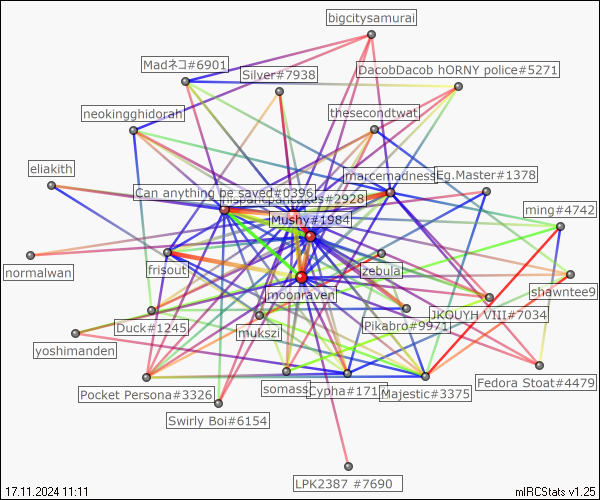 bigcitysamurai
Madネコ#6901
Silver#7938
DacobDacob hORNY police#5271
neokingghidorah
thesecondtwat
eliakith
marcemadness
Eg.Master#1378
Can anything be saved#0396
#2928
Mushy#1984
ming#4742
normalwan
frisout
zebula
shawntee9
moonraven
JKOUYH VIII#7034
Duck#1245
mukszi
Pikabro#9971
yoshimanden
Pocket Persona#3326
somass
Cypha#171
Majestic#3375
Fedora Stoat#4479
Swirly Boi#6154
LPK2387 #7690
17.11.2024 11:11
mIRCStats v1.25